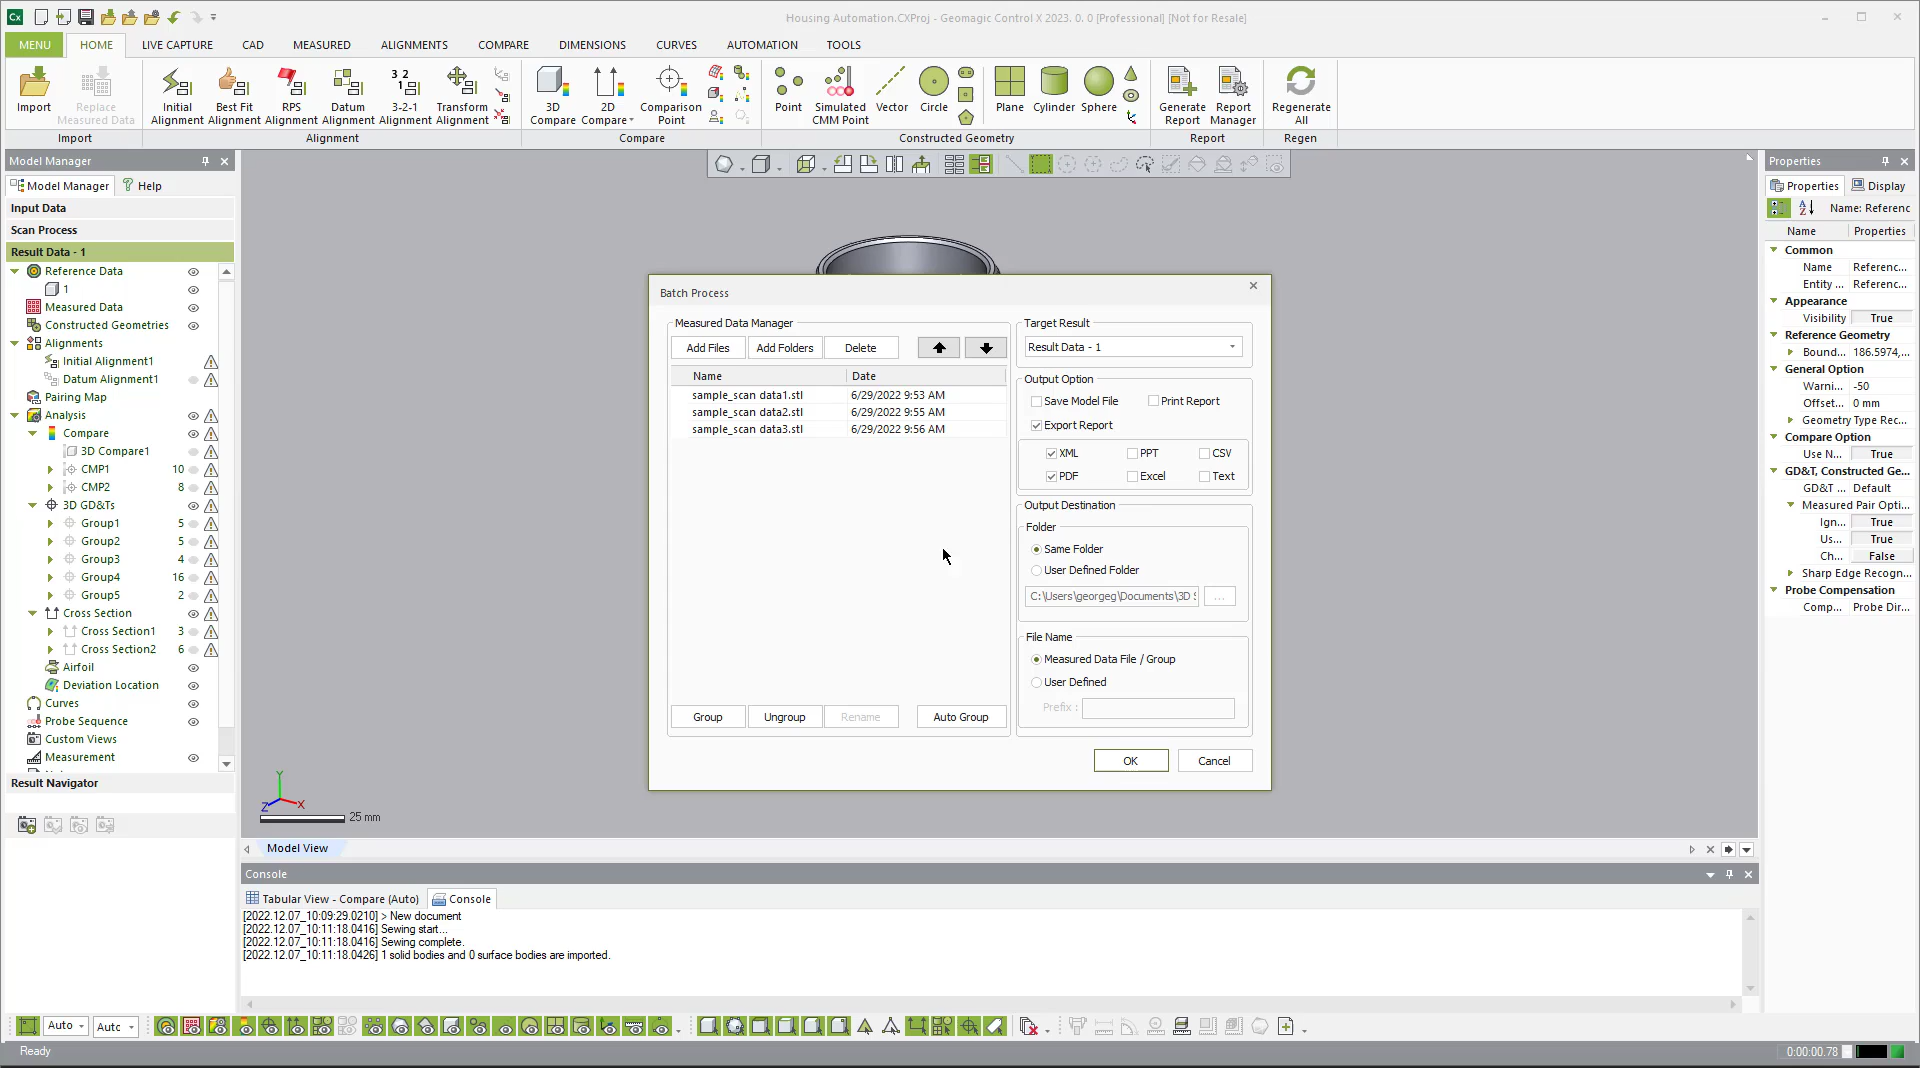 Cx
Housing Automation.CXProj - Geomagic Control X 2023. 0. 0 [Professional] [Not for Resale]
MENU HOME LIVE CAPTURE CAD MEASURED ALIGNMENTS COMPARE DIMENSIONS CURVES AUTOMATION TOOLS
Import
Replace Measured Data
Initial Alignment
Best Fit Alignment
RPS Alignment
Datum Alignment
3 2 1
3-2-1 Alignment
Transform Alignment
3D Compare
2D Compare
Comparison Point
Point
Simulated CMM Point
Vector
Circle
Plane
Cylinder
Sphere
Generate Report
Report Manager
Regenerate All
Import Alignment Compare Constructed Geometry Report Regen
Model Manager
Model Manager Help
Input Data
Scan Process
Result Data - 1
Reference Data
1
Measured Data
Constructed Geometries
Alignments
Initial Alignment1
Datum Alignment1
Pairing Map
Analysis
Compare
3D Compare1
CMP1 10
CMP2 8
3D GD&Ts
Group1 5
Group2 5
Group3 4
Group4 16
Group5 2
Cross Section
Cross Section1 3
Cross Section2 6
Airfoil
Deviation Location
Curves
Probe Sequence
Custom Views
Measurement
Result Navigator
Batch Process
Measured Data Manager
Add Files Add Folders Delete
Name Date
sample_scan data1.stl 6/29/2022 9:53 AM
sample_scan data2.stl 6/29/2022 9:55 AM
sample_scan data3.stl 6/29/2022 9:56 AM
Group Ungroup Rename Auto Group
Target Result
Result Data - 1
Output Option
Save Model File Print Report
Export Report
XML PPT CSV
PDF Excel Text
Output Destination
Folder
Same Folder
User Defined Folder
C:\Users\georgeg\Documents\3D S ...
File Name
Measured Data File / Group
User Defined
Prefix :
OK Cancel
Y
Z X
25 mm
Model View
Console
Tabular View - Compare (Auto) Console
[2022.12.07_10:09:29.0210] > New document
[2022.12.07_10:11:18.0416] Sewing start...
[2022.12.07_10:11:18.0416] Sewing complete.
[2022.12.07_10:11:18.0426] 1 solid bodies and 0 surface bodies are imported.
Properties
Properties Display
Name: Referenc
Name Properties
Common
Name Referenc...
Entity ... Referenc...
Appearance
Visibility True
Reference Geometry
Bound... 186.5974,...
General Option
Warni... -50
Offset... 0 mm
Geometry Type Rec...
Compare Option
Use N... True
GD&T, Constructed Ge...
GD&T ... Default
Measured Pair Opti...
Ign... True
Us... True
Ch... False
Sharp Edge Recogn...
Probe Compensation
Comp... Probe Dir...
Auto Auto
Ready
0:00:00.78